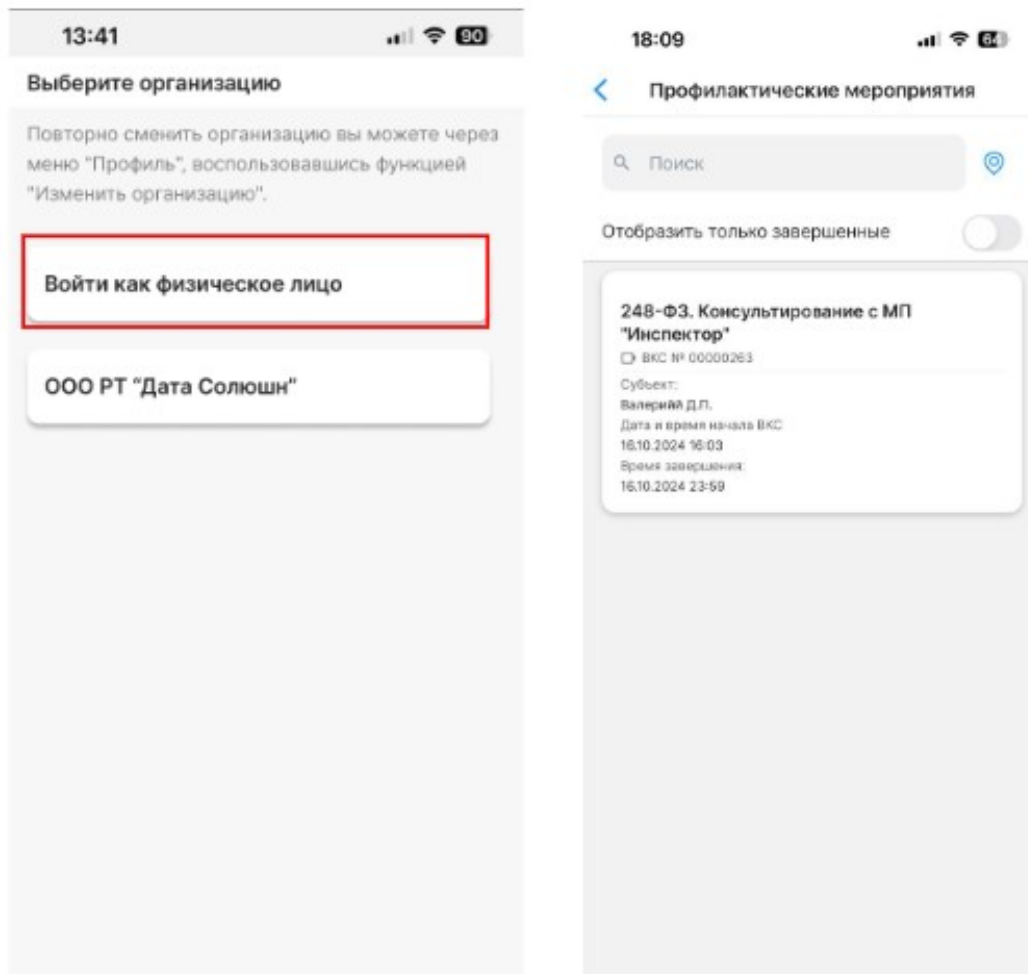 13:41
90
Выберите организацию
Повторно сменить организацию вы можете через
меню "Профиль", воспользовавшись функцией
"Изменить организацию".
Войти как физическое лицо
ООО РТ "Дата Солюшн"
18:09
64
Профилактические мероприятия
Поиск
Отобразить только завершенные
248-ФЗ. Консультирование с МП
"Инспектор"
ВКС № 00000263
Субъект:
Валерийй Д.П.
Дата и время начала ВКС
16.10.2024 16:03
Время завершения:
16.10.2024 23:59